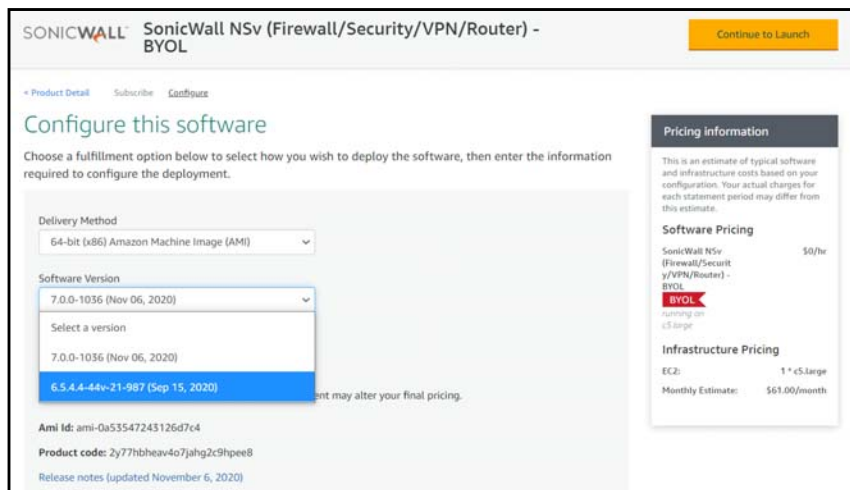 SONICWALL
SonicWall NSv (Firewall/Security/VPN/Router) -
BYOL
Continue to Launch
< Product Detail Subscribe Configure
Configure this software
Choose a fulfillment option below to select how you wish to deploy the software, then enter the information
required to configure the deployment.
Delivery Method
64-bit (x86) Amazon Machine Image (AMI)
Software Version
7.0.0-1036 (Nov 06, 2020)
Select a version
7.0.0-1036 (Nov 06, 2020)
6.5.4.4-44v-21-987 (Sep 15, 2020)
ent may alter your final pricing.
Ami Id: ami-0a53547243126d7c4
Product code: 2y77hbheav4o7jahg2c9hpee8
Release notes (updated November 6, 2020)
Pricing information
This is an estimate of typical software
and infrastructure costs based on your
configuration. Your actual charges for
each statement period may differ from
this estimate.
Software Pricing
SonicWall NSv $0/hr
(Firewall/Securit
y/VPN/Router) -
BYOL
BYOL
running on
c5.large
Infrastructure Pricing
EC2: 1 * c5.large
Monthly Estimate: $61.00/month